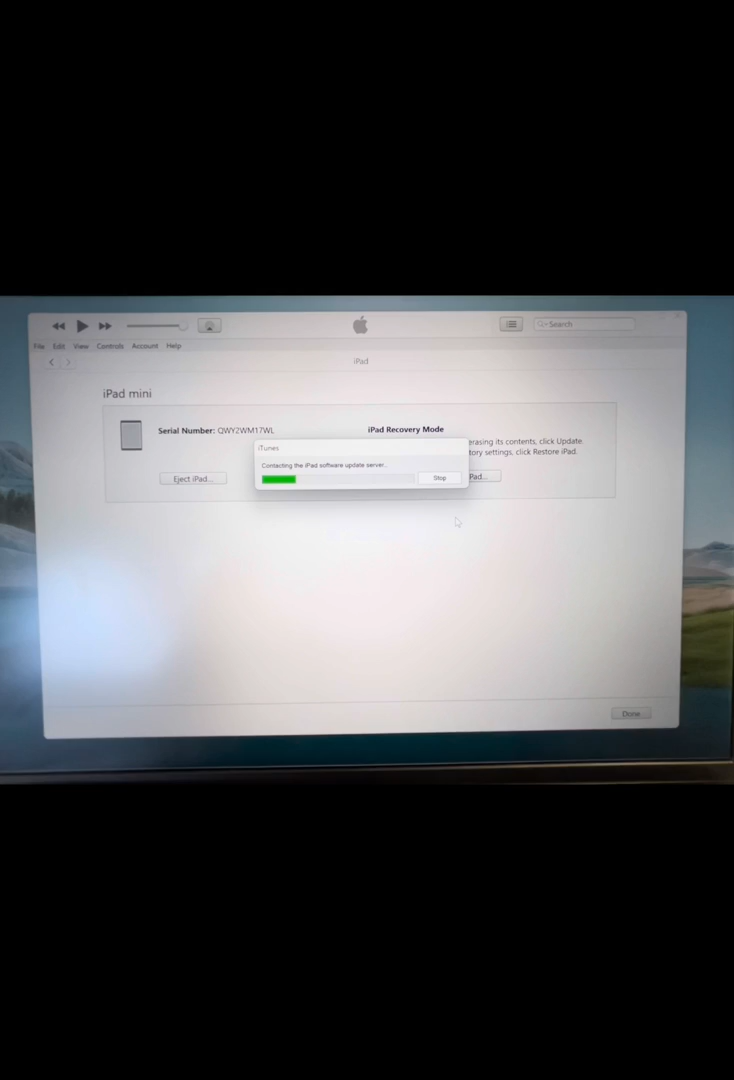 Search
File Edit View Controls Account Help
iPad
iPad mini
Serial Number: QWY2WM17WL
iPad Recovery Mode
erasing its contents, click Update.
tory settings, click Restore iPad.
iTunes
Contacting the iPad software update server...
Stop
Eject iPad...
Pad...
Done